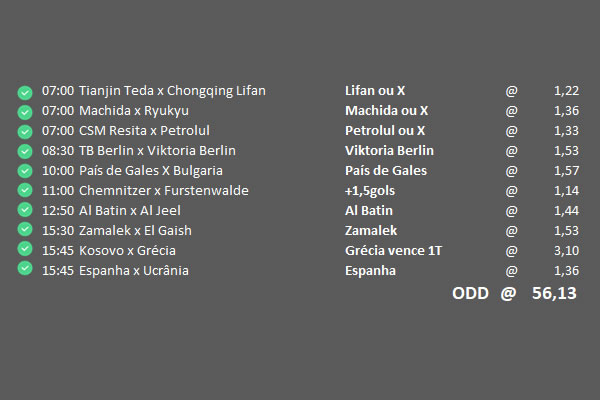 07:00 Tianjin Teda x Chongqing Lifan Lifan ou X @ 1,22
07:00 Machida x Ryukyu Machida ou X @ 1,36
07:00 CSM Resita x Petrolul Petrolul ou X @ 1,33
08:30 TB Berlin x Viktoria Berlin Viktoria Berlin @ 1,53
10:00 País de Gales X Bulgaria País de Gales @ 1,57
11:00 Chemnitzer x Furstenwalde +1,5gols @ 1,14
12:50 Al Batin x Al Jeel Al Batin @ 1,44
15:30 Zamalek x El Gaish Zamalek @ 1,53
15:45 Kosovo x Grécia Grécia vence 1T @ 3,10
15:45 Espanha x Ucrânia Espanha @ 1,36
ODD @ 56,13